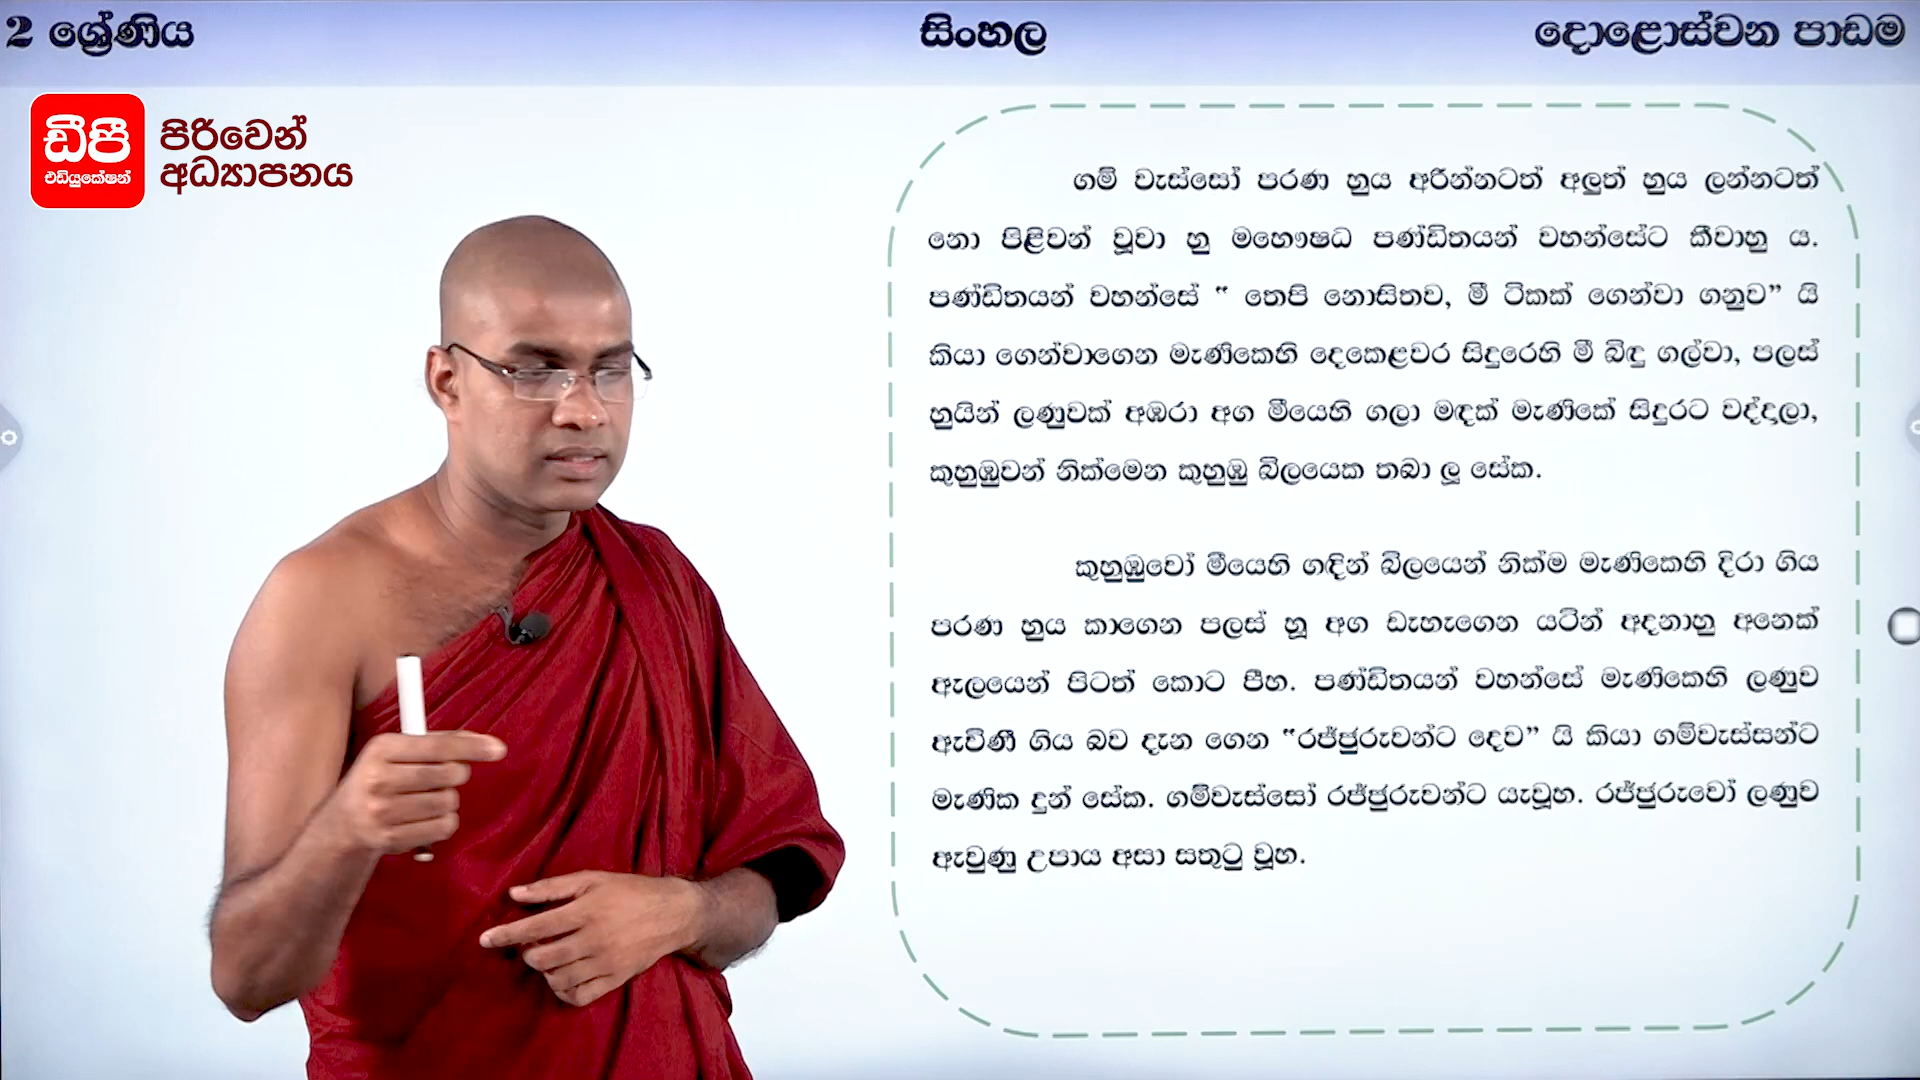 2 ශ්‍රේණිය
සිංහල
දොළොස්වන පාඩම
ඩීපී
එඩියුකේෂන්
පිරිවෙන්
අධ්‍යාපනය
ගම් වැස්සෝ පරණ හුය අරින්නටත් අලුත් හුය ලන්නටත්
නො පිළිවන් වූවා හු මහෞෂධ පණ්ඩිතයන් වහන්සේට කීවාහු ය.
පණ්ඩිතයන් වහන්සේ “ තෙපි නොසිතව, මී ටිකක් ගෙන්වා ගනුව” යි
කියා ගෙන්වාගෙන මැණිකෙහි දෙකෙළවර සිදුරෙහි මී බිඳු ගල්වා, පලස්
හුයින් ලණුවක් අඹරා අග මීයෙහි ගලා මඳක් මැණිකේ සිදුරට වද්දාලා,
කුහුඹුවන් නික්මෙන කුහුඹු බිලයෙක තබා ලූ සේක.
කුහුඹුවෝ මීයෙහි ගඳින් බිලයෙන් නික්ම මැණිකෙහි දිරා ගිය
පරණ හුය කාගෙන පලස් හූ අග ඩැහැගෙන යටින් අදනාහු අනෙක්
ඇලයෙන් පිටත් කොට පීහ. පණ්ඩිතයන් වහන්සේ මැණිකෙහි ලණුව
ඇවිණී ගිය බව දැන ගෙන “රජ්ජුරුවන්ට දෙව” යි කියා ගම්වැස්සන්ට
මැණික දුන් සේක. ගම්වැස්සෝ රජ්ජුරුවන්ට යැවූහ. රජ්ජුරුවෝ ලණුව
ඇවුණු උපාය අසා සතුටු වූහ.